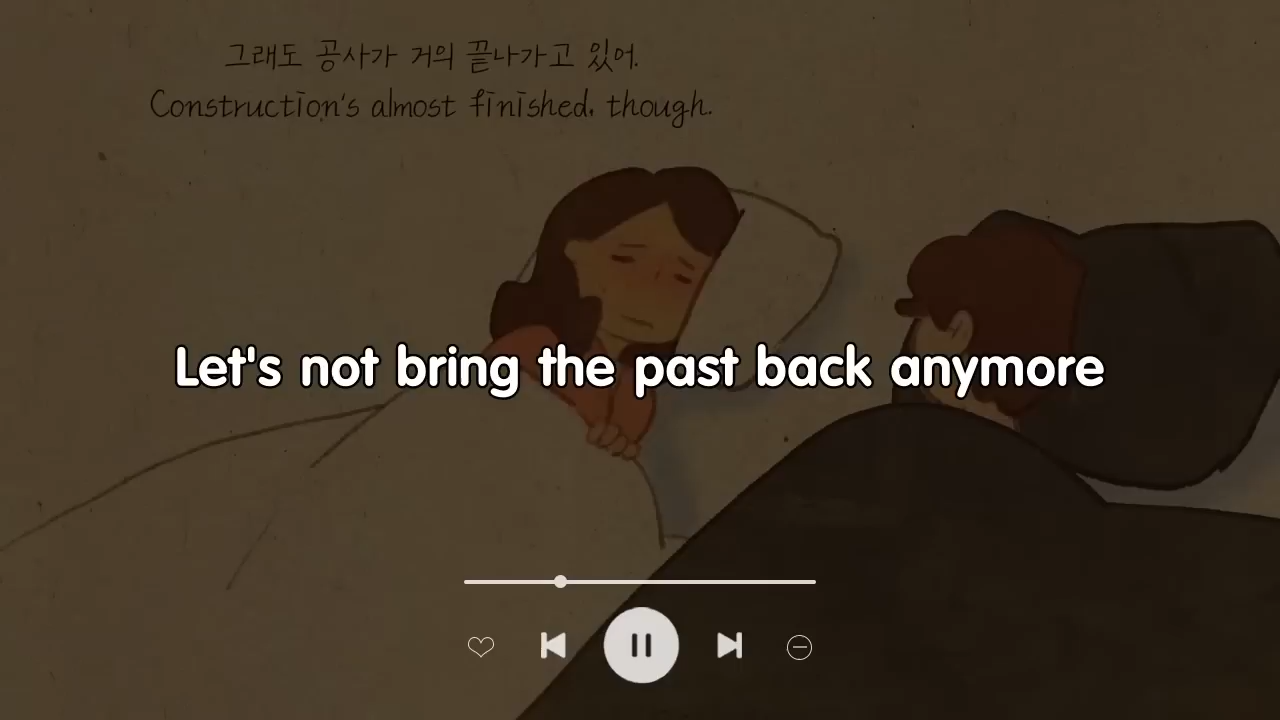 그래도 공사가 거의 끝나가고 있어.
Construction's almost finished, though.
Let's not bring the past back anymore